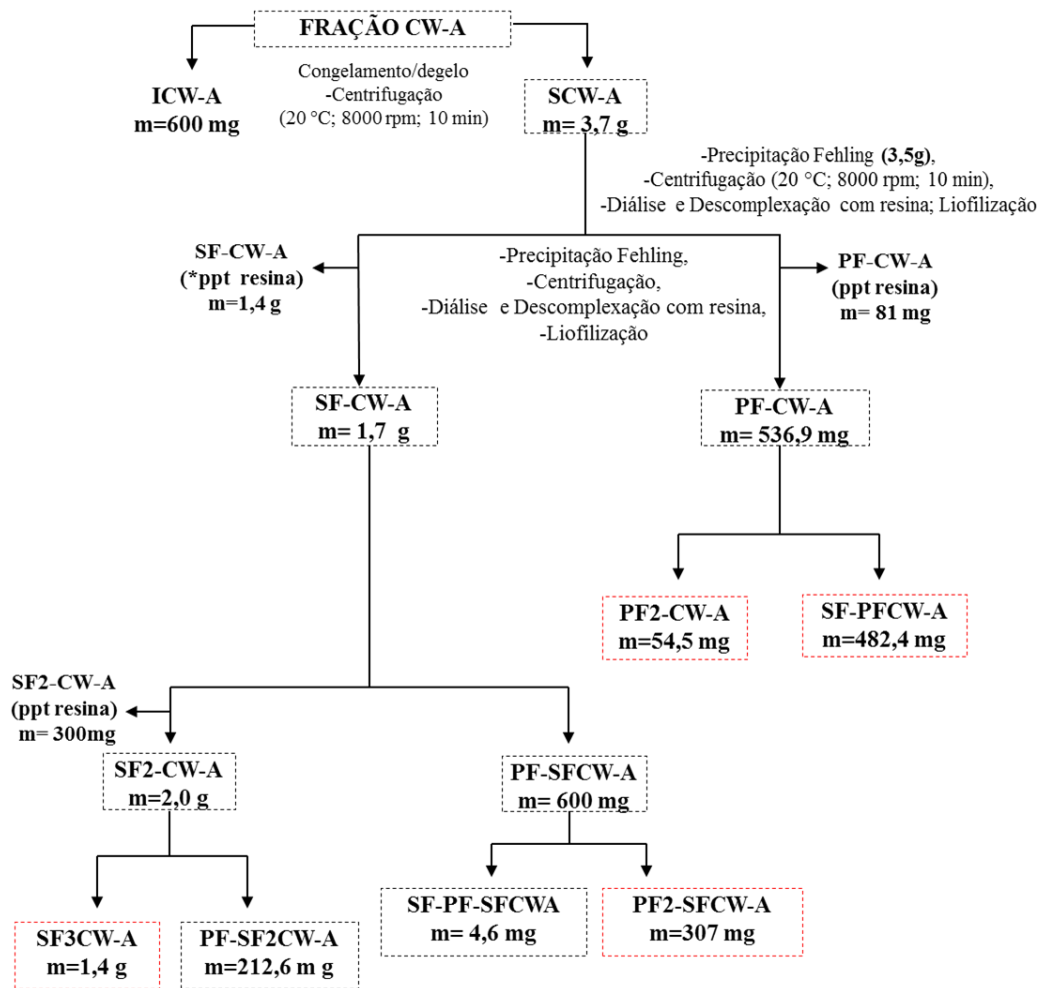 FRAÇÃO CW-A
Congelamento/degelo
-Centrifugação
(20 °C; 8000 rpm; 10 min)
ICW-A
m=600 mg
SCW-A
m= 3,7 g
-Precipitação Fehling (3,5g),
-Centrifugação (20 °C; 8000 rpm; 10 min),
-Diálise e Descomplexação com resina; Liofilização
SF-CW-A
(*ppt resina)
m=1,4 g
-Precipitação Fehling,
-Centrifugação,
-Diálise e Descomplexação com resina,
-Liofilização
PF-CW-A
(ppt resina)
m= 81 mg
SF-CW-A
m= 1,7 g
PF-CW-A
m= 536,9 mg
PF2-CW-A
m=54,5 mg
SF-PFCW-A
m=482,4 mg
SF2-CW-A
(ppt resina)
m= 300mg
SF2-CW-A
m=2,0 g
PF-SFCW-A
m= 600 mg
SF3CW-A
m=1,4 g
PF-SF2CW-A
m=212,6 m g
SF-PF-SFCWA
m= 4,6 mg
PF2-SFCW-A
m=307 mg